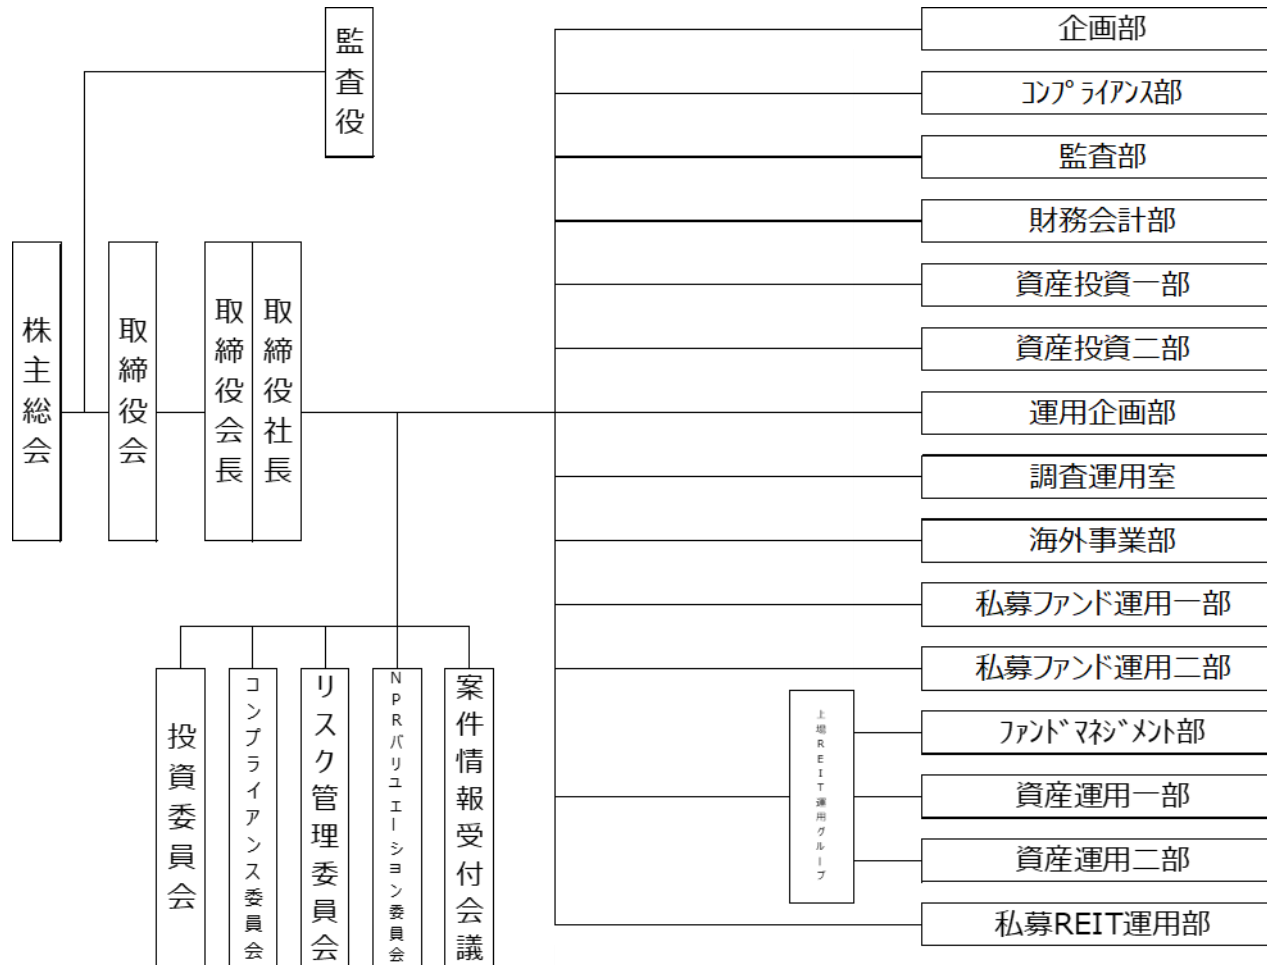 監査役
株主総会
取締役会
取締役会長
取締役社長
投資委員会
コンプライアンス委員会
リスク管理委員会
NPRバリュエーション委員会
案件情報受付会議
企画部
コンプライアンス部
監査部
財務会計部
資産投資一部
資産投資二部
運用企画部
調査運用室
海外事業部
私募ファンド運用一部
私募ファンド運用二部
上場REIT運用グループ
ファンドマネジメント部
資産運用一部
資産運用二部
私募REIT運用部